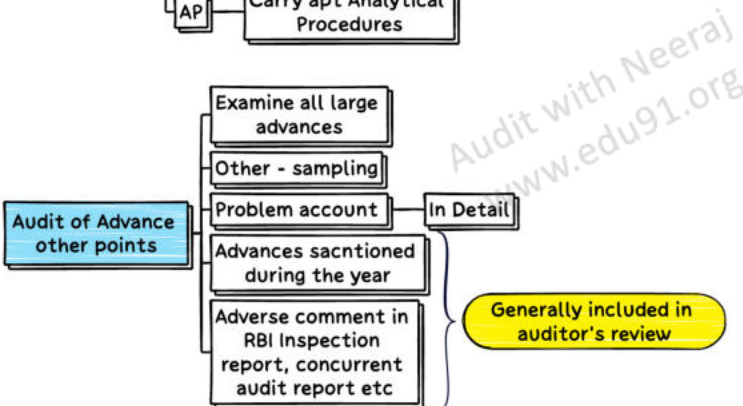 Carry apt Analytical
AP
Procedures
Audit with Neeraj
www.edu91.org
Examine all large
advances
Other - sampling
Problem account
In Detail
Audit of Advance
other points
Advances sacntioned
during the year
Adverse comment in
RBI Inspection
report, concurrent
audit report etc
Generally included in
auditor's review